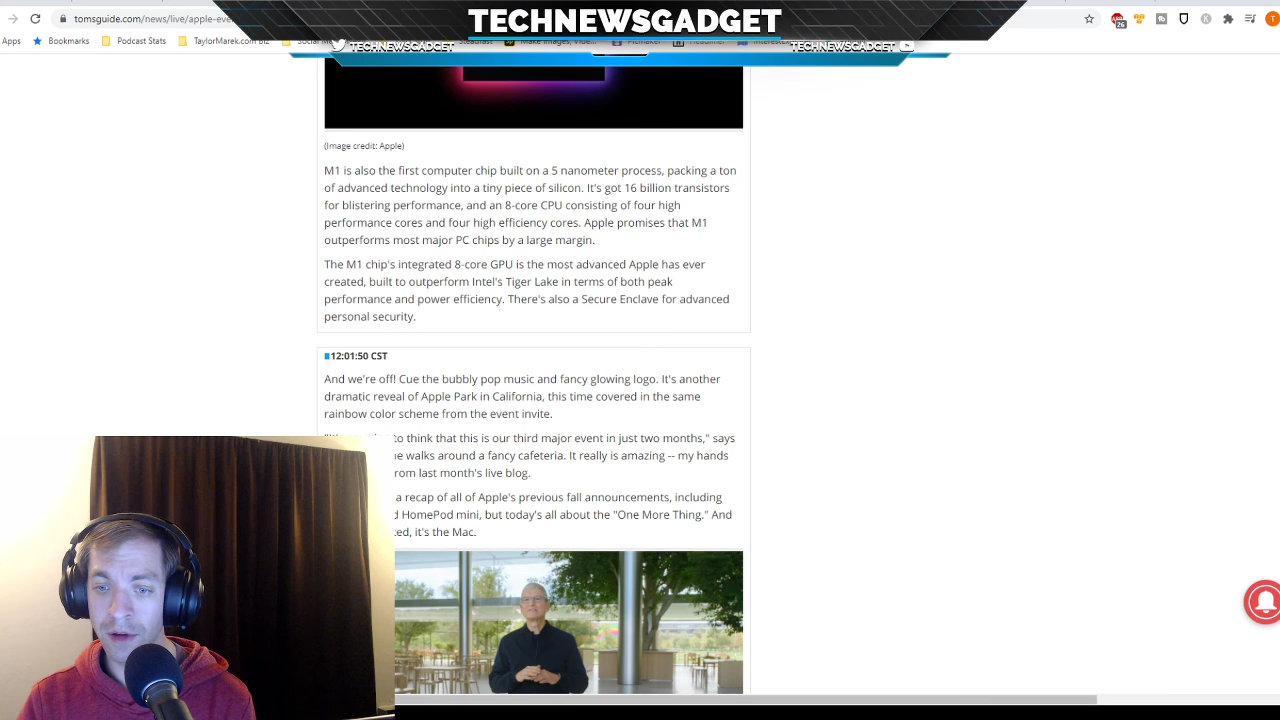 TECHNEWSGADGET
tomsguide.com/news/live/apple-eve
26
T
Apps
Bookmarks
Podcast Stats
TaylorMarek.com Biz
TECHNEWSGADGET
TECHNEWSGADGET
(Image credit: Apple)
M1 is also the first computer chip built on a 5 nanometer process, packing a ton
of advanced technology into a tiny piece of silicon. It's got 16 billion transistors
for blistering performance, and an 8-core CPU consisting of four high
performance cores and four high efficiency cores. Apple promises that M1
outperforms most major PC chips by a large margin.
The M1 chip's integrated 8-core GPU is the most advanced Apple has ever
created, built to outperform Intel's Tiger Lake in terms of both peak
performance and power efficiency. There's also a Secure Enclave for advanced
personal security.
12:01:50 CST
And we're off! Cue the bubbly pop music and fancy glowing logo. It's another
dramatic reveal of Apple Park in California, this time covered in the same
rainbow color scheme from the event invite.
to think that this is our third major event in just two months," says
walks around a fancy cafeteria. It really is amazing -- my hands
from last month's live blog.
a recap of all of Apple's previous fall announcements, including
HomePod mini, but today's all about the "One More Thing." And
it's the Mac.